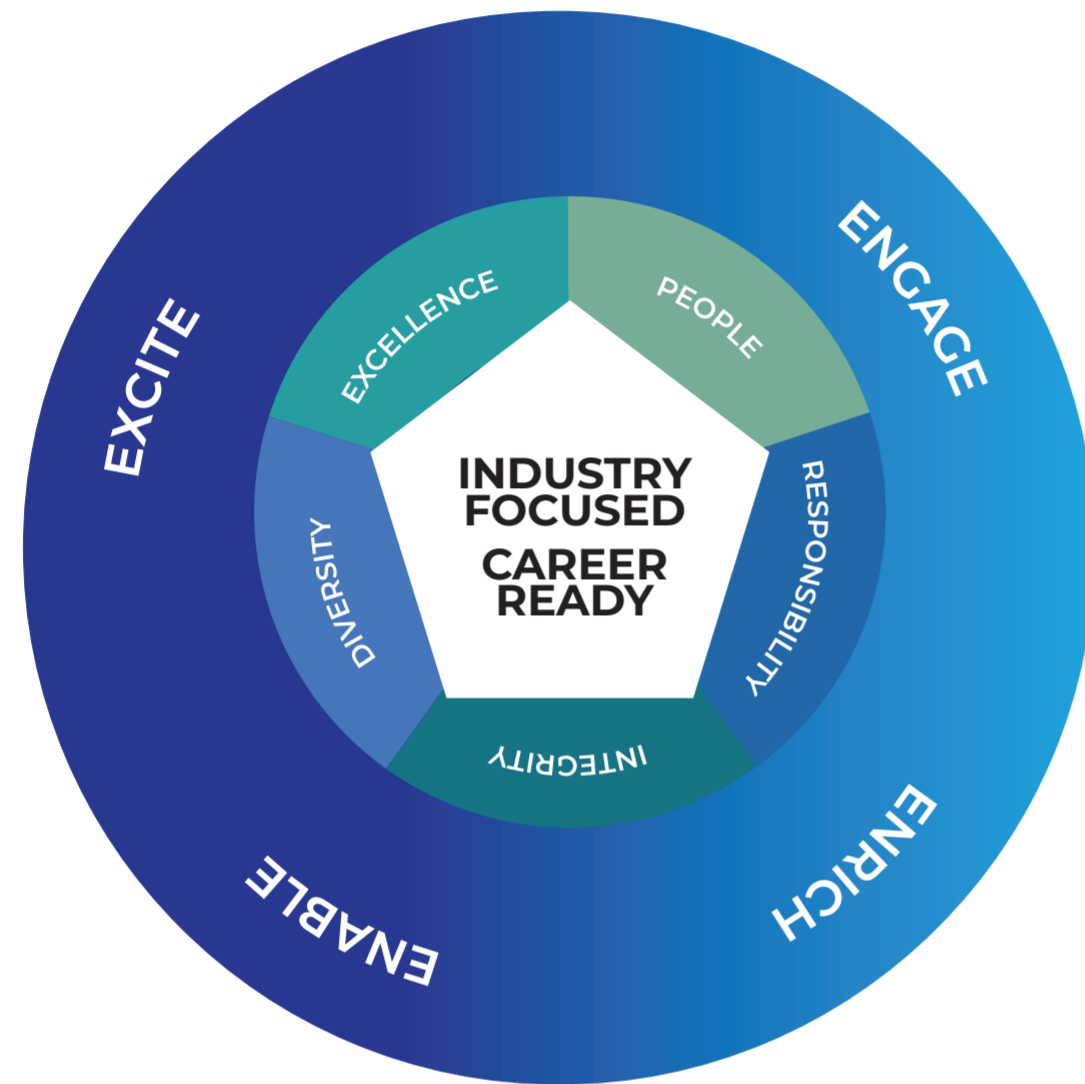 EXCITE
ENGAGE
ENRICH
ENABLE
EXCELLENCE
PEOPLE
RESPONSIBILITY
INTEGRITY
DIVERSITY
INDUSTRY
FOCUSED
CAREER
READY